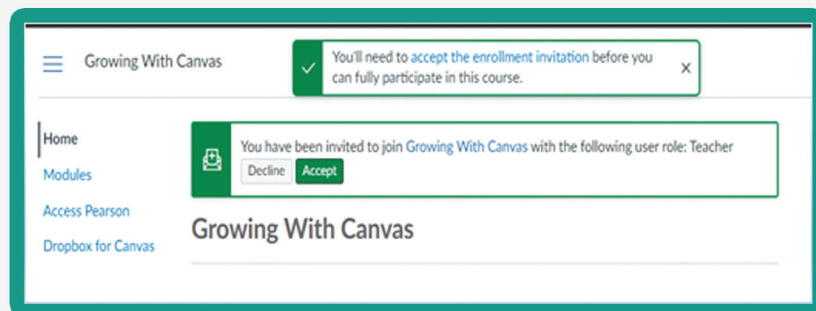 Growing With Canvas
You'll need to accept the enrollment invitation before you
can fully participate in this course.
X
Home
Modules
Access Pearson
Dropbox for Canvas
You have been invited to join Growing With Canvas with the following user role: Teacher
Decline Accept
Growing With Canvas